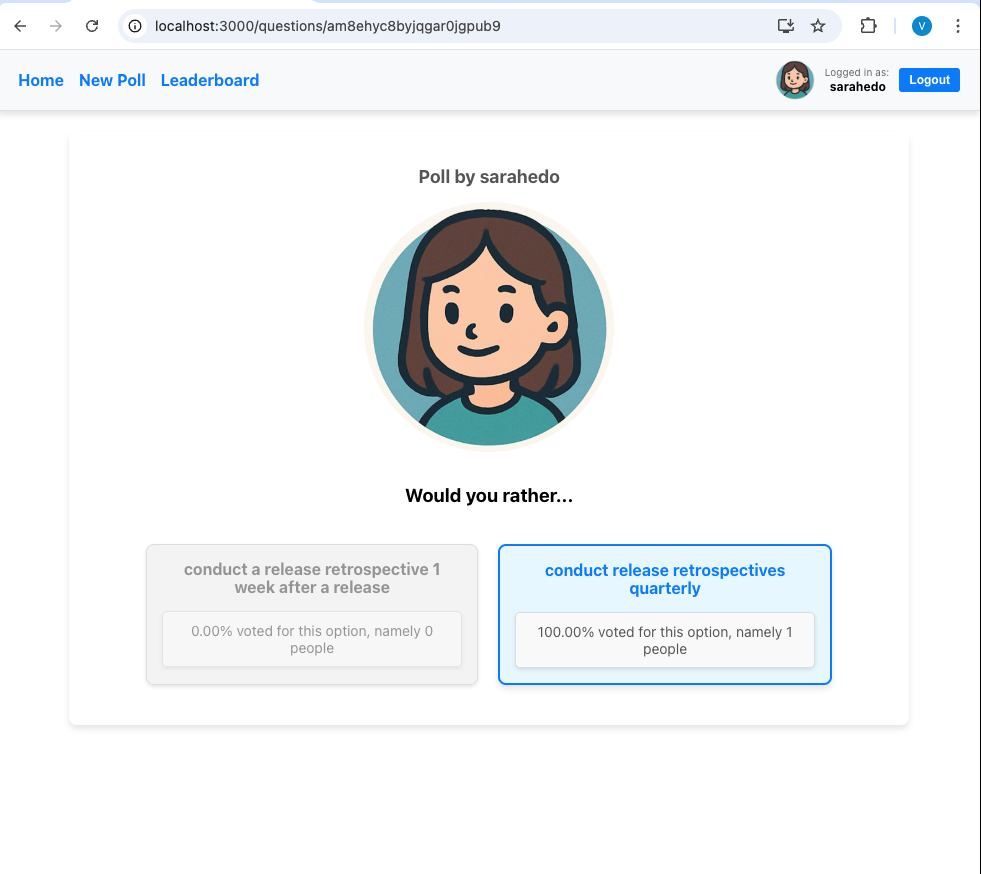 localhost:3000/questions/am8ehyc8byjqgar0jgpub9
V
Home New Poll Leaderboard
Logged in as:
sarahedo
Logout
Poll by sarahedo
Would you rather...
conduct a release retrospective 1
week after a release
0.00% voted for this option, namely 0
people
conduct release retrospectives
quarterly
100.00% voted for this option, namely 1
people